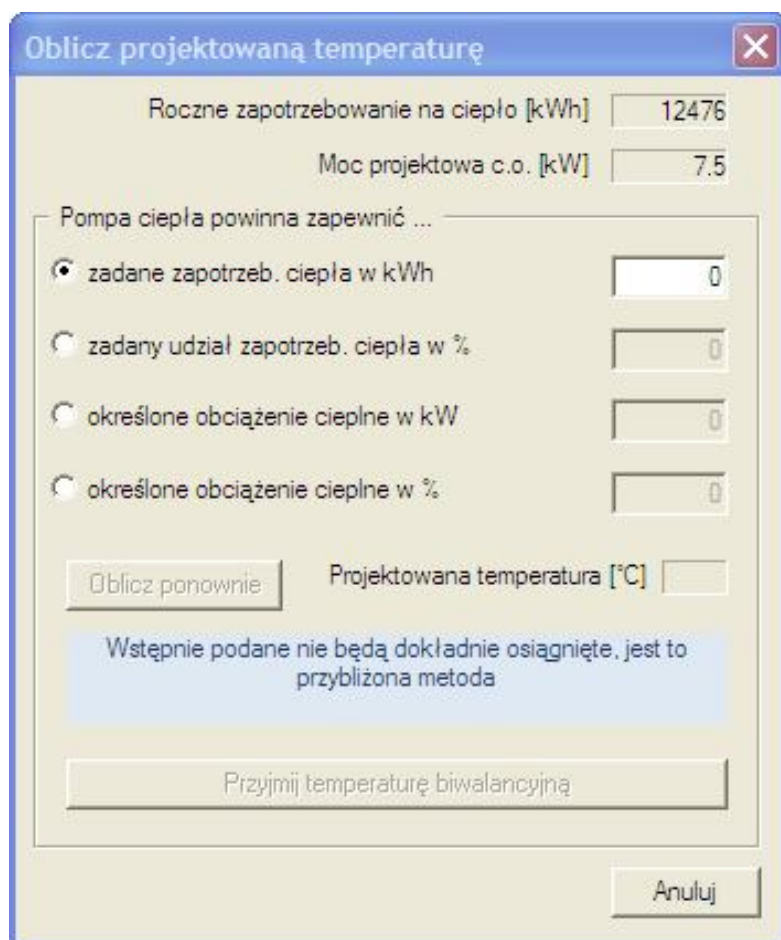 Oblicz projektowaną temperaturę
Roczne zapotrzebowanie na ciepło [kWh] 12476
Moc projektowa c.o. [kW] 7.5
Pompa ciepła powinna zapewnić ...
zadane zapotrzeb. ciepła w kWh 0
zadany udział zapotrzeb. ciepła w % 0
określone obciążenie cieplne w kW 0
określone obciążenie cieplne w % 0
Oblicz ponownie Projektowana temperatura [°C]
Wstępnie podane nie będą dokładnie osiągnięte, jest to
przybliżona metoda
Przyjmij temperaturę biwalancyjną
Anuluj